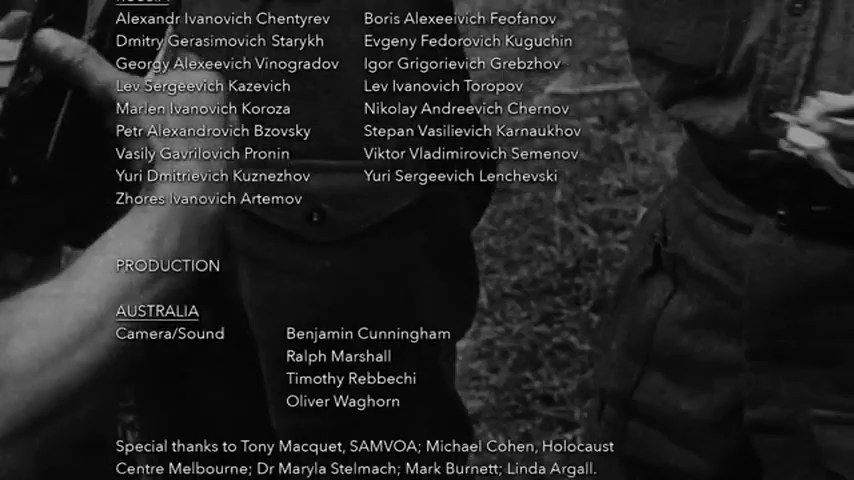 RUSSIA
Alexandr Ivanovich Chentyrev
Boris Alexeeivich Feofanov
Dmitry Gerasimovich Starykh
Evgeny Fedorovich Kuguchin
Georgy Alexeevich Vinogradov
Igor Grigorievich Grebzhov
Lev Sergeevich Kazevich
Lev Ivanovich Toropov
Marlen Ivanovich Koroza
Nikolay Andreevich Chernov
Petr Alexandrovich Bzovsky
Stepan Vasilievich Karnaukhov
Vasily Gavrilovich Pronin
Viktor Vladimirovich Semenov
Yuri Dmitrievich Kuznezhov
Yuri Sergeevich Lenchevski
Zhores Ivanovich Artemov
PRODUCTION
AUSTRALIA
Camera/Sound Benjamin Cunningham
Ralph Marshall
Timothy Rebbechi
Oliver Waghorn
Special thanks to Tony Macquet, SAMVOA; Michael Cohen, Holocaust
Centre Melbourne; Dr Maryla Stelmach; Mark Burnett; Linda Argall.